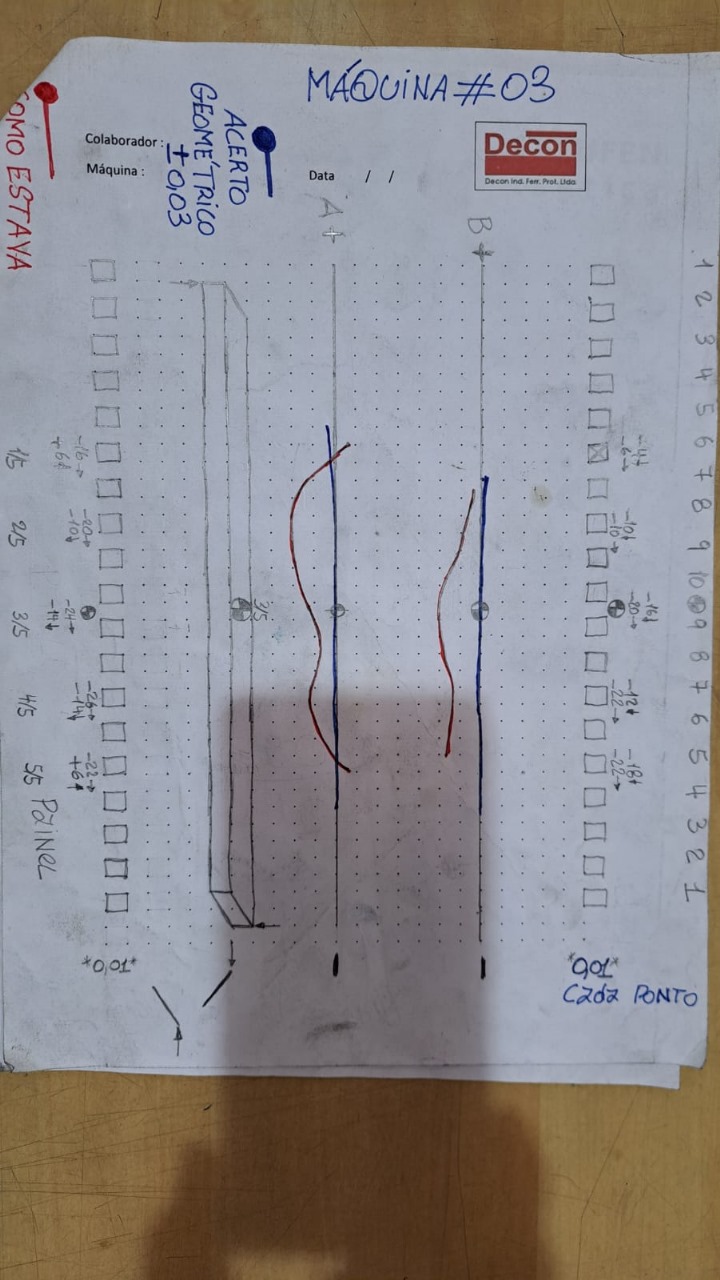 MÁQUINA #03
Decon
Decon Ind. Ferr. Prof. Ltda
Colaborador :
Máquina :
Data / /
ACERTO
GEOMÉTRICO
± 0,03
COMO ESTAVA
A +
B +
1 2 3 4 5 6 7 8 9 10 9 8 7 6 5 4 3 2 1
-6→
-10↓
-10→
-16↓
-20→
-12↓
-22→
-18↓
-22→
3/5
-16→
+6↓
-20→
-10↓
-24→
-14↓
-26→
-14↓
-22→
+6↓
1/5 2/5 3/5 4/5 5/5 Painel
*0,01*
*0,01*
Cada PONTO